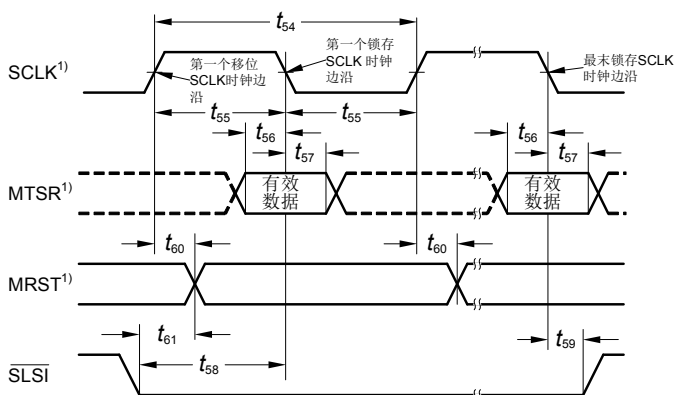 t54
SCLK1)
第一个移位
SCLK时钟边
沿
第一个锁存
SCLK 时钟
边沿
最末锁存SCLK
时钟边沿
t55
t55
t56
t57
t56
t57
MTSR1)
有效
数据
有效
数据
t60
t60
MRST1)
t61
t59
t58
SLSI